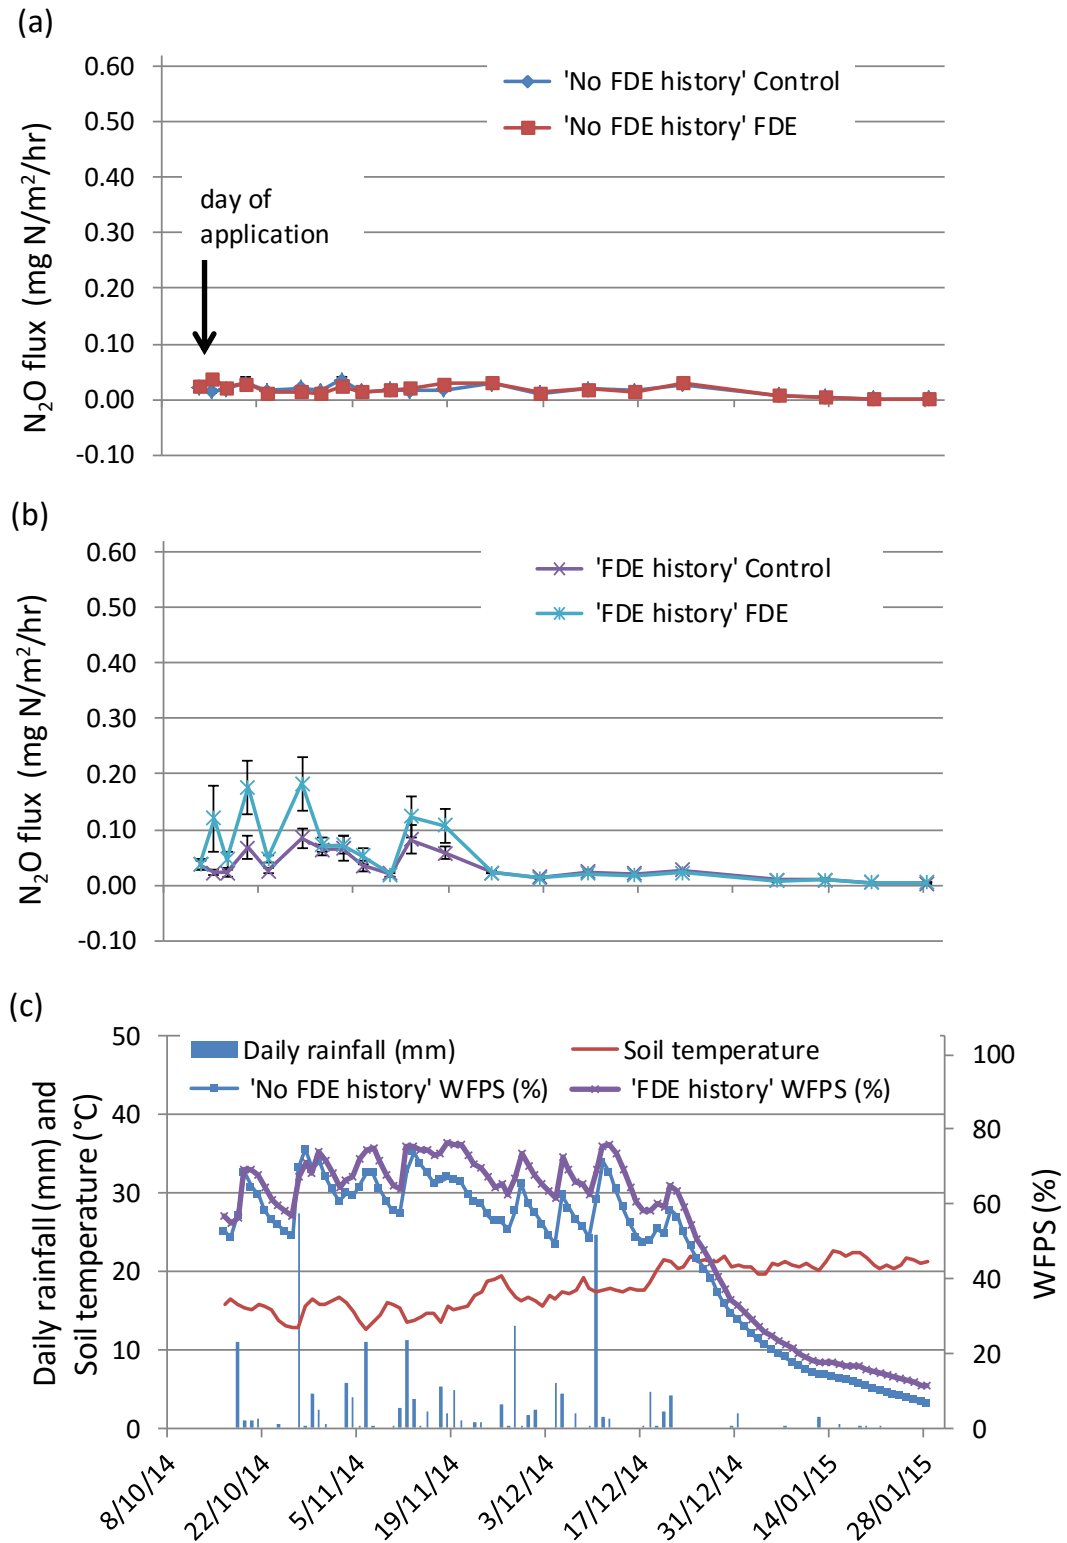 (a)
0.60
0.50
0.40
0.30
0.20
0.10
0.00
-0.10
N₂O flux (mg N/m²/hr)
'No FDE history' Control
'No FDE history' FDE
day of
application
(b)
0.60
0.50
0.40
0.30
0.20
0.10
0.00
-0.10
N₂O flux (mg N/m²/hr)
'FDE history' Control
'FDE history' FDE
(c)
50
40
30
20
10
0
Daily rainfall (mm) and
Soil temperature (°C)
Daily rainfall (mm)
Soil temperature
'No FDE history' WFPS (%)
'FDE history' WFPS (%)
100
80
60
40
20
0
WFPS (%)
8/10/14
22/10/14
5/11/14
19/11/14
3/12/14
17/12/14
31/12/14
14/01/15
28/01/15